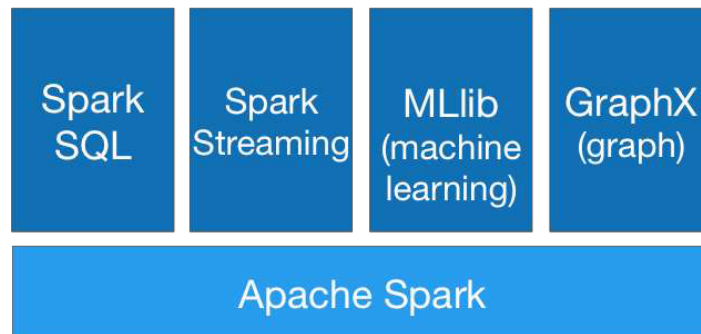 Spark
SQL
Spark
Streaming
MLlib
(machine
learning)
GraphX
(graph)
Apache Spark